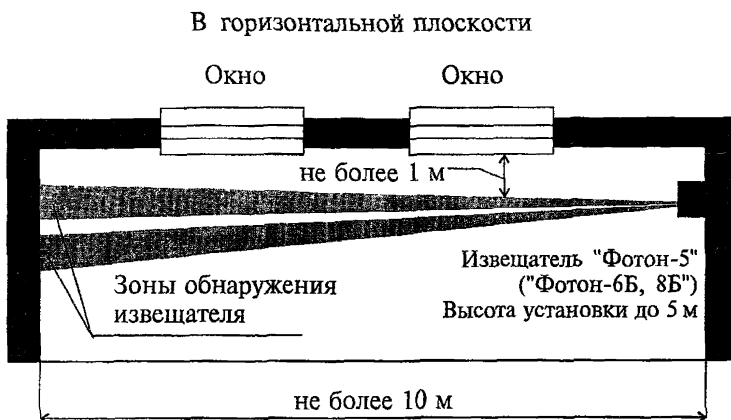 В горизонтальной плоскости
Окно
Окно
не более 1 м
Извещатель "Фотон-5"
("Фотон-6Б, 8Б")
Высота установки до 5 м
Зоны обнаружения
извещателя
не более 10 м